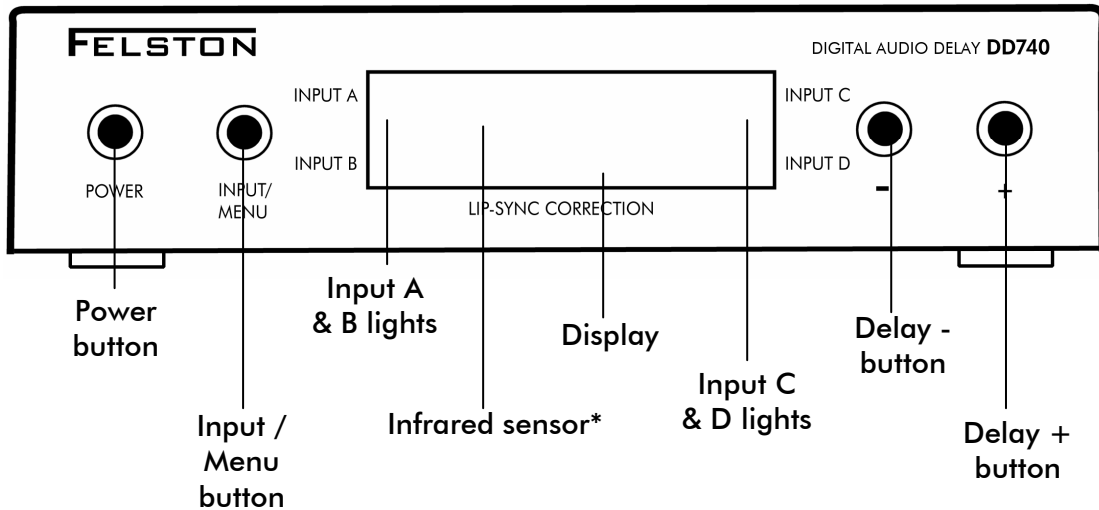 FELSTON
DIGITAL AUDIO DELAY DD740
INPUT A
INPUT B
INPUT C
INPUT D
POWER
INPUT/
MENU
LIP-SYNC CORRECTION
-
+
Power
button
Input /
Menu
button
Input A
& B lights
Infrared sensor*
Display
Input C
& D lights
Delay -
button
Delay +
button